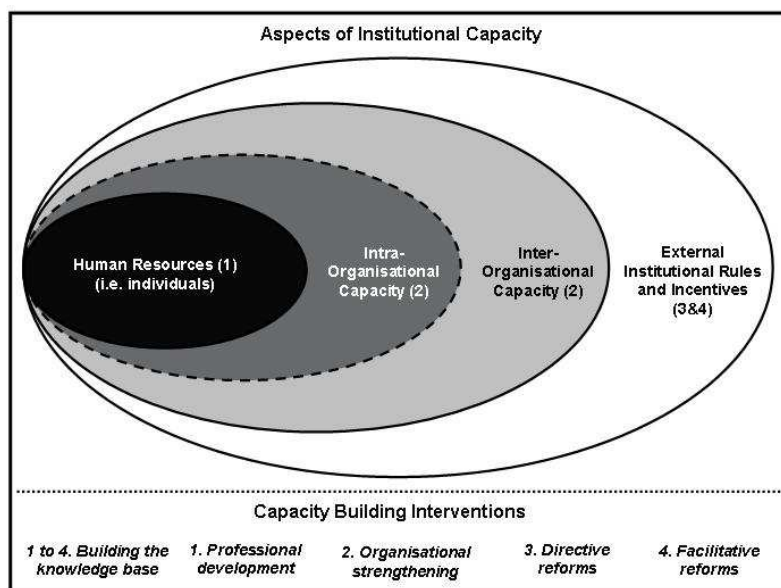 Aspects of Institutional Capacity
Human Resources (1)
(i.e. individuals)
Intra-
Organisational
Capacity (2)
Inter-
Organisational
Capacity (2)
External
Institutional Rules
and Incentives
(3&4)
Capacity Building Interventions
1 to 4. Building the
knowledge base
1. Professional
development
2. Organisational
strengthening
3. Directive
reforms
4. Facilitative
reforms